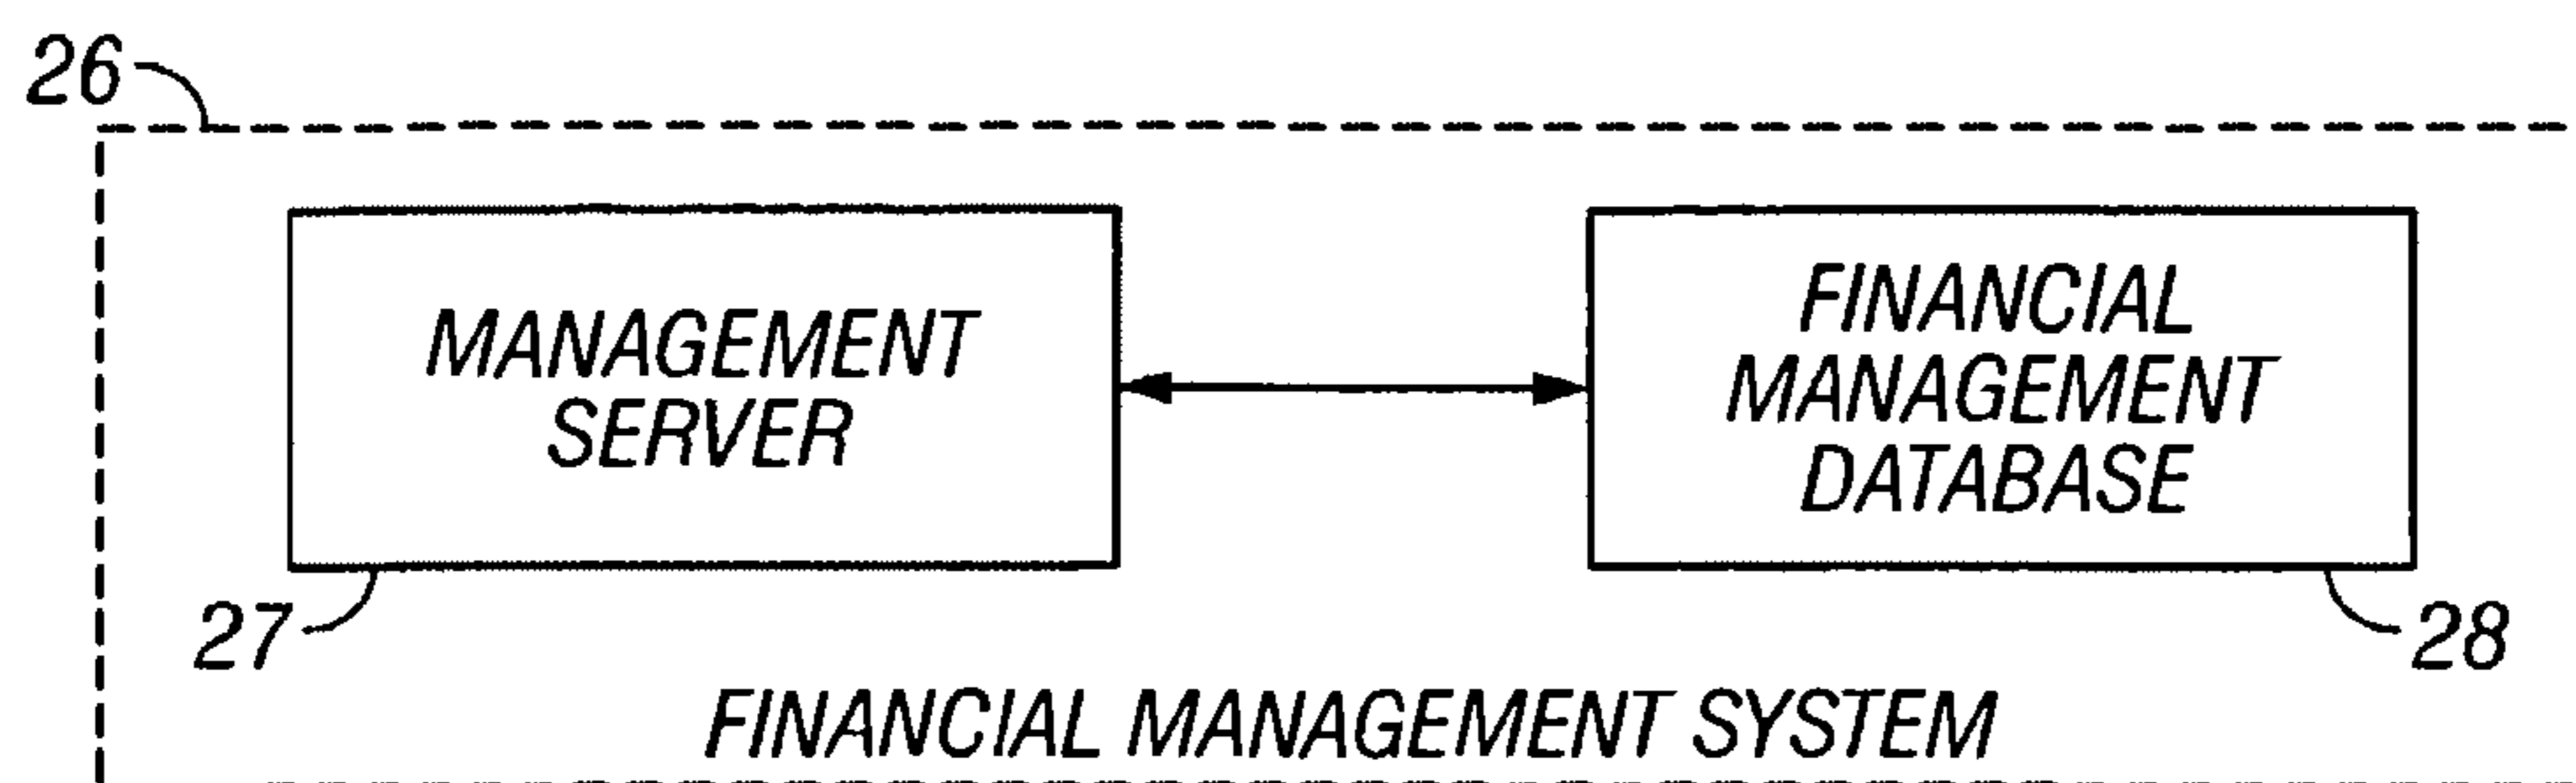 26
MANAGEMENT
SERVER
FINANCIAL
MANAGEMENT
DATABASE
27
28
FINANCIAL MANAGEMENT SYSTEM